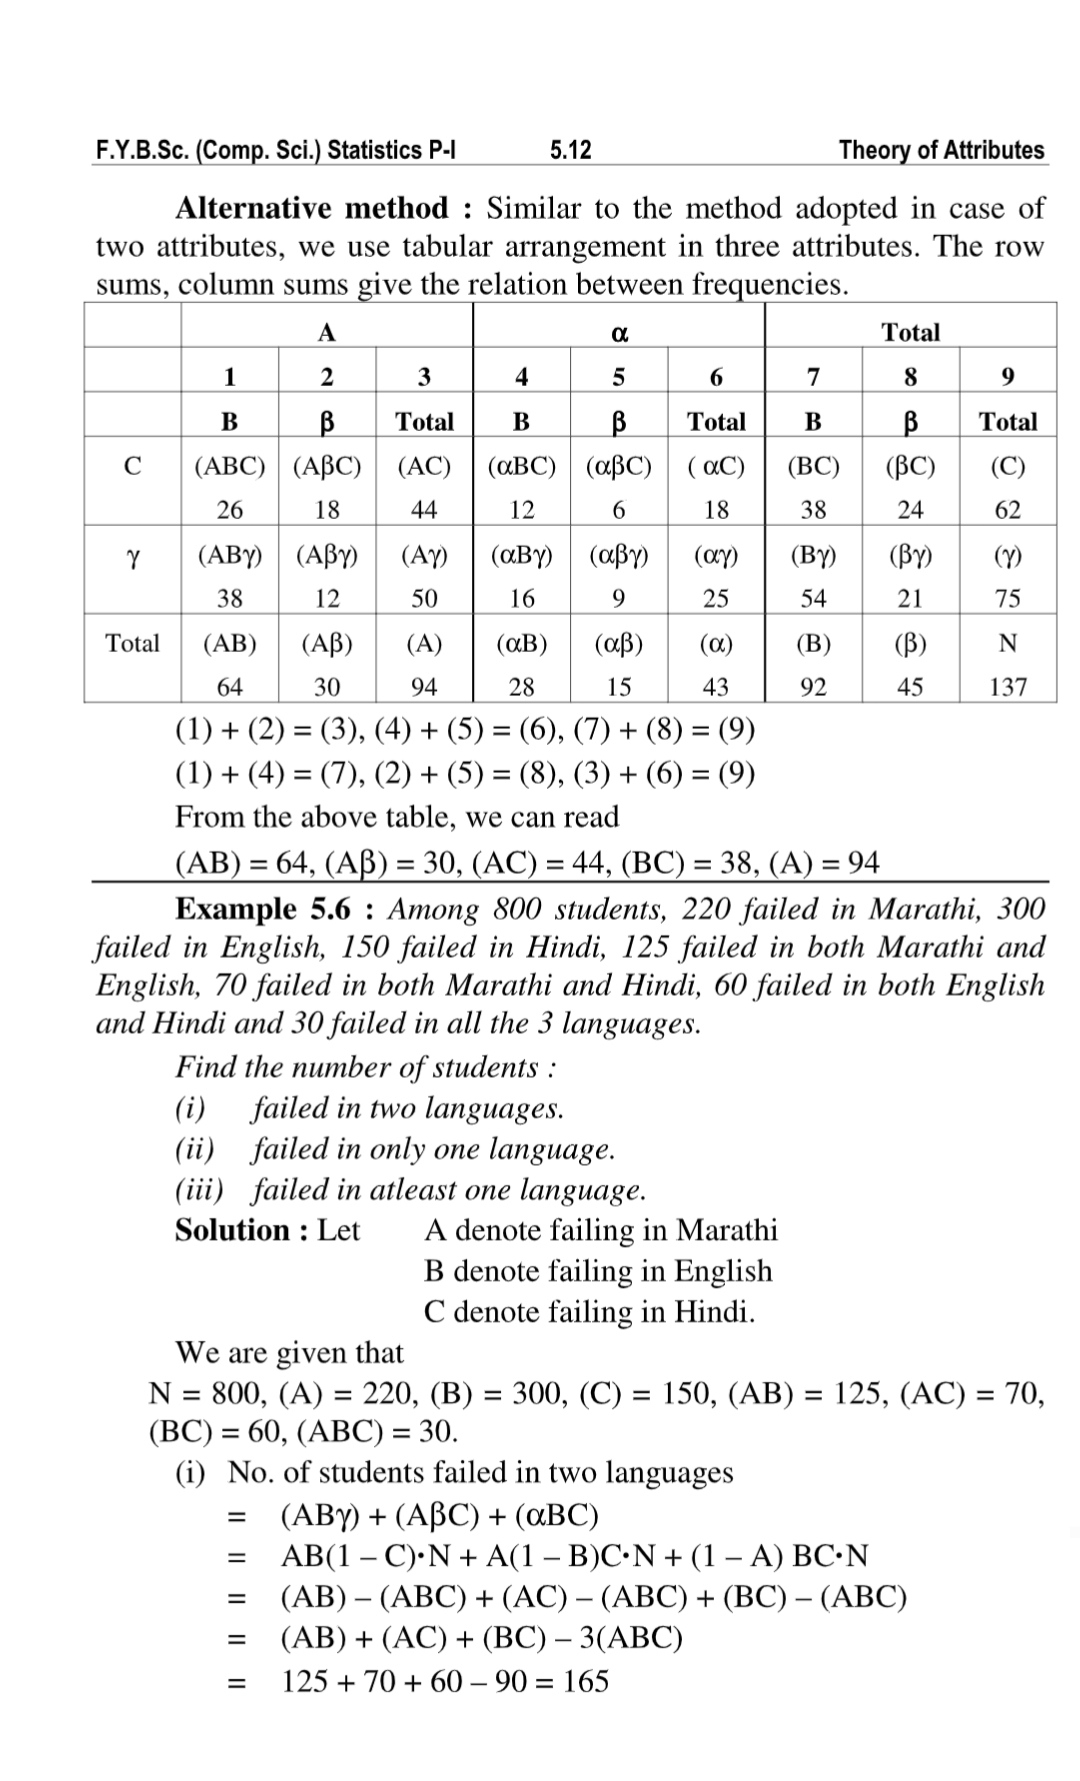 F.Y.B.Sc. (Comp. Sci.) Statistics P-I 5.12 Theory of Attributes
Alternative method : Similar to the method adopted in case of
two attributes, we use tabular arrangement in three attributes. The row
sums, column sums give the relation between frequencies.
A α Total
1 2 3 4 5 6 7 8 9
B β Total B β Total B β Total
C (ABC) (AβC) (AC) (αBC) (αβC) ( αC) (BC) (βC) (C)
26 18 44 12 6 18 38 24 62
γ (ABγ) (Aβγ) (Aγ) (αBγ) (αβγ) (αγ) (Bγ) (βγ) (γ)
38 12 50 16 9 25 54 21 75
Total (AB) (Aβ) (A) (αB) (αβ) (α) (B) (β) N
64 30 94 28 15 43 92 45 137
(1) + (2) = (3), (4) + (5) = (6), (7) + (8) = (9)
(1) + (4) = (7), (2) + (5) = (8), (3) + (6) = (9)
From the above table, we can read
(AB) = 64, (Aβ) = 30, (AC) = 44, (BC) = 38, (A) = 94
Example 5.6 : Among 800 students, 220 failed in Marathi, 300
failed in English, 150 failed in Hindi, 125 failed in both Marathi and
English, 70 failed in both Marathi and Hindi, 60 failed in both English
and Hindi and 30 failed in all the 3 languages.
Find the number of students :
(i) failed in two languages.
(ii) failed in only one language.
(iii) failed in atleast one language.
Solution : Let A denote failing in Marathi
B denote failing in English
C denote failing in Hindi.
We are given that
N = 800, (A) = 220, (B) = 300, (C) = 150, (AB) = 125, (AC) = 70,
(BC) = 60, (ABC) = 30.
(i) No. of students failed in two languages
= (ABγ) + (AβC) + (αBC)
= AB(1 – C)·N + A(1 – B)C·N + (1 – A) BC·N
= (AB) – (ABC) + (AC) – (ABC) + (BC) – (ABC)
= (AB) + (AC) + (BC) – 3(ABC)
= 125 + 70 + 60 – 90 = 165